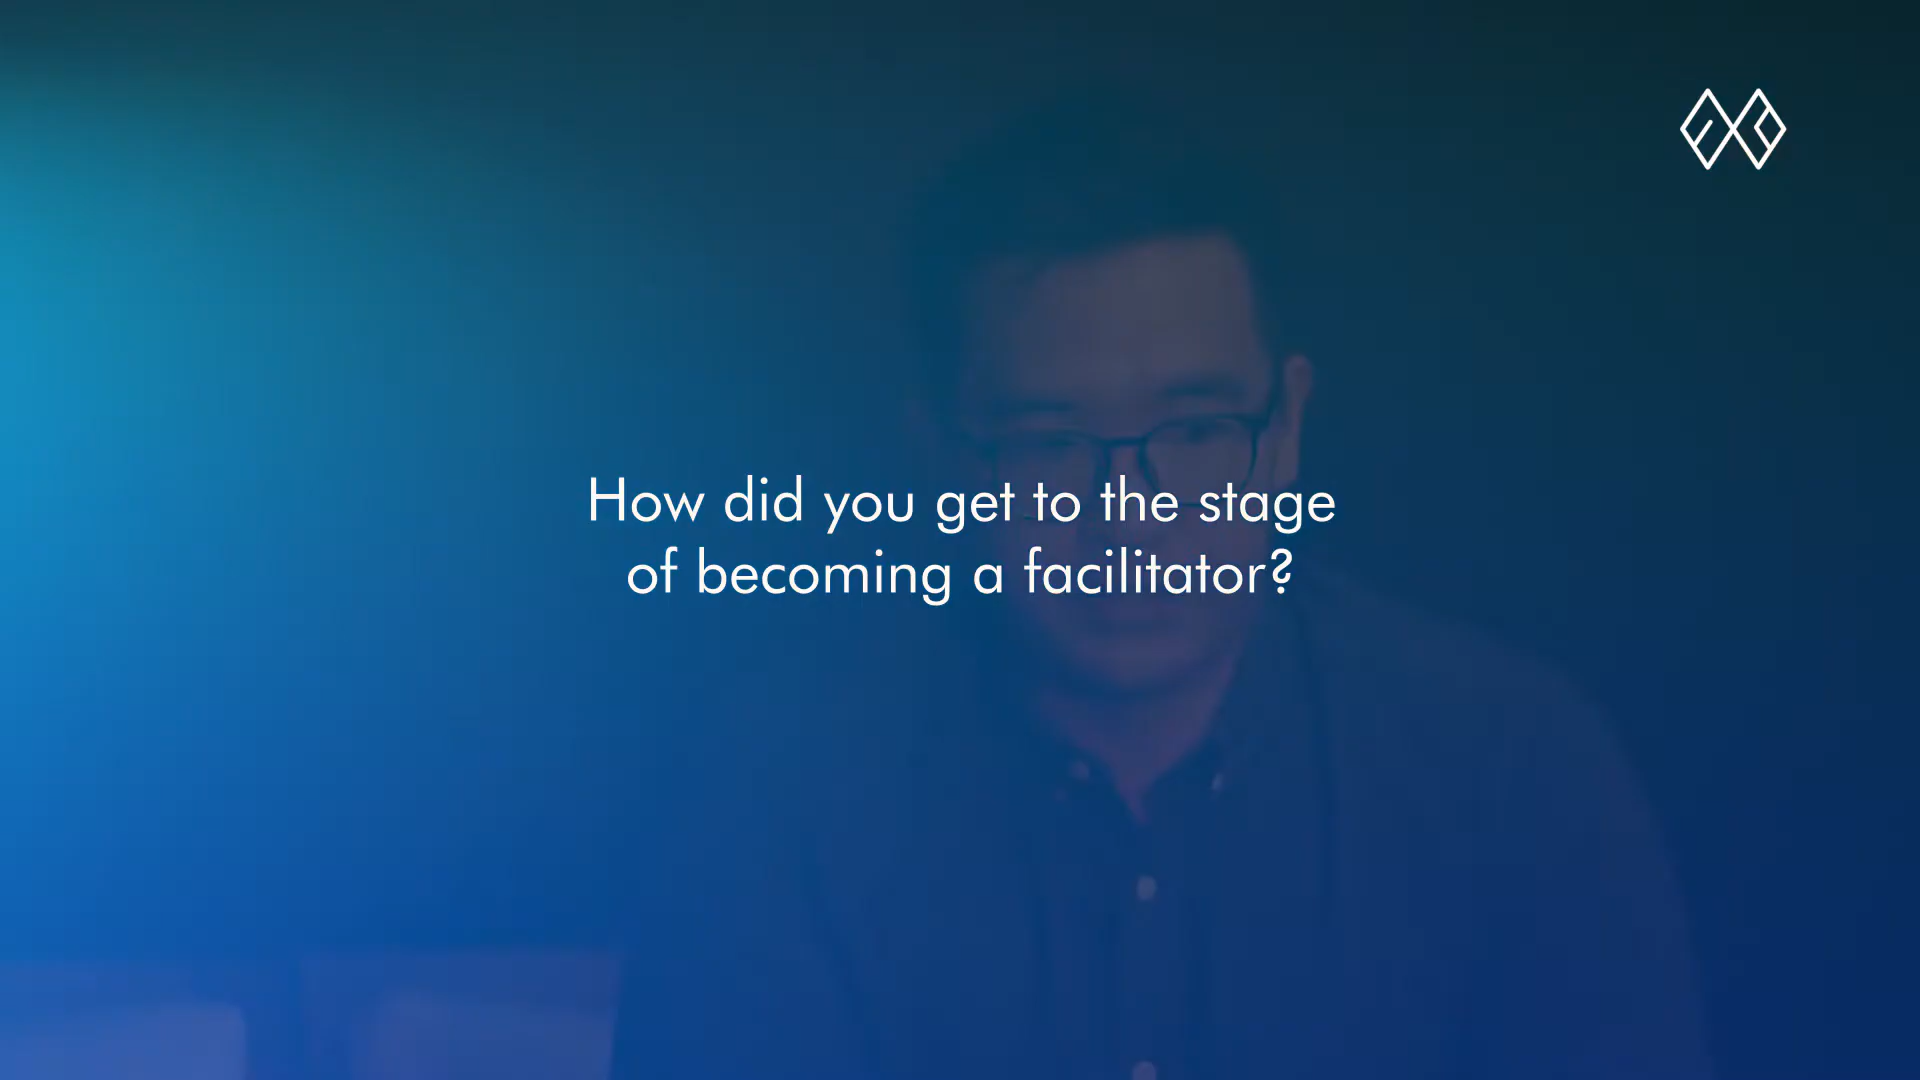 How did you get to the stage
of becoming a facilitator?